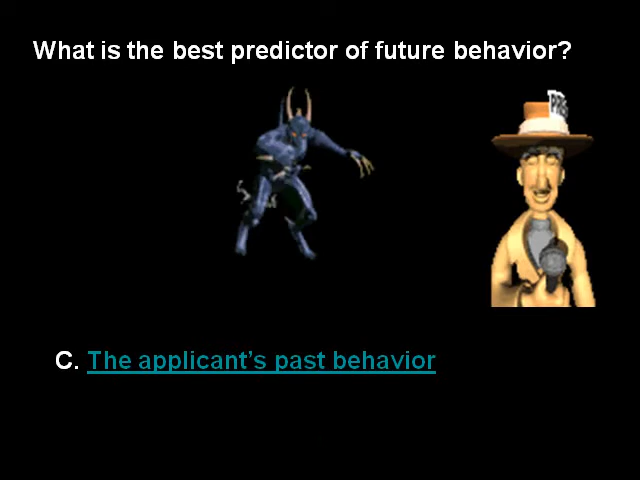 What is the best predictor of future behavior?
C. The applicant's past behavior